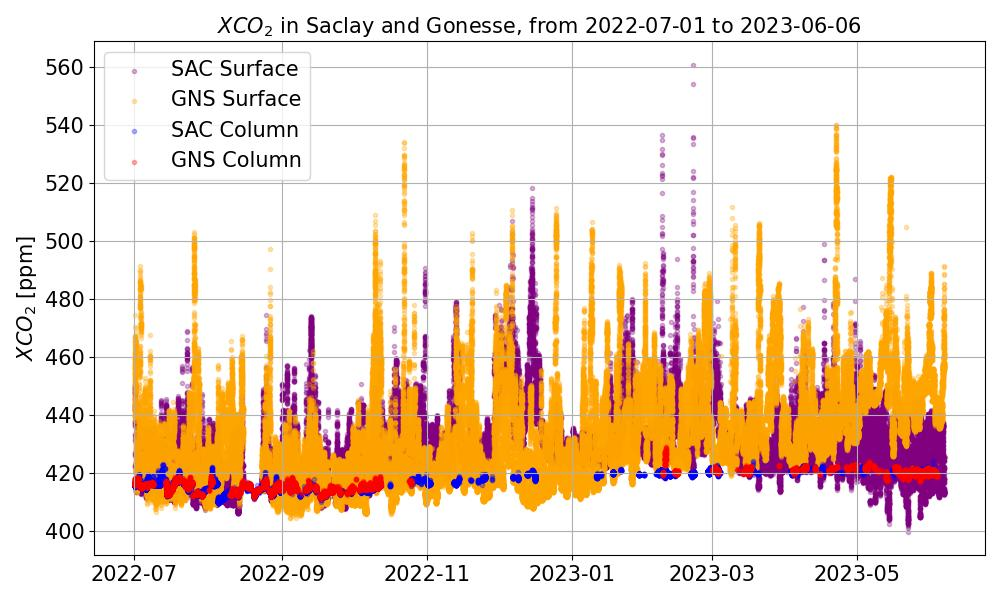 XCO₂ in Saclay and Gonesse, from 2022-07-01 to 2023-06-06
SAC Surface
GNS Surface
SAC Column
GNS Column
XCO₂ [ppm]
560
540
520
500
480
460
440
420
400
2022-07 2022-09 2022-11 2023-01 2023-03 2023-05